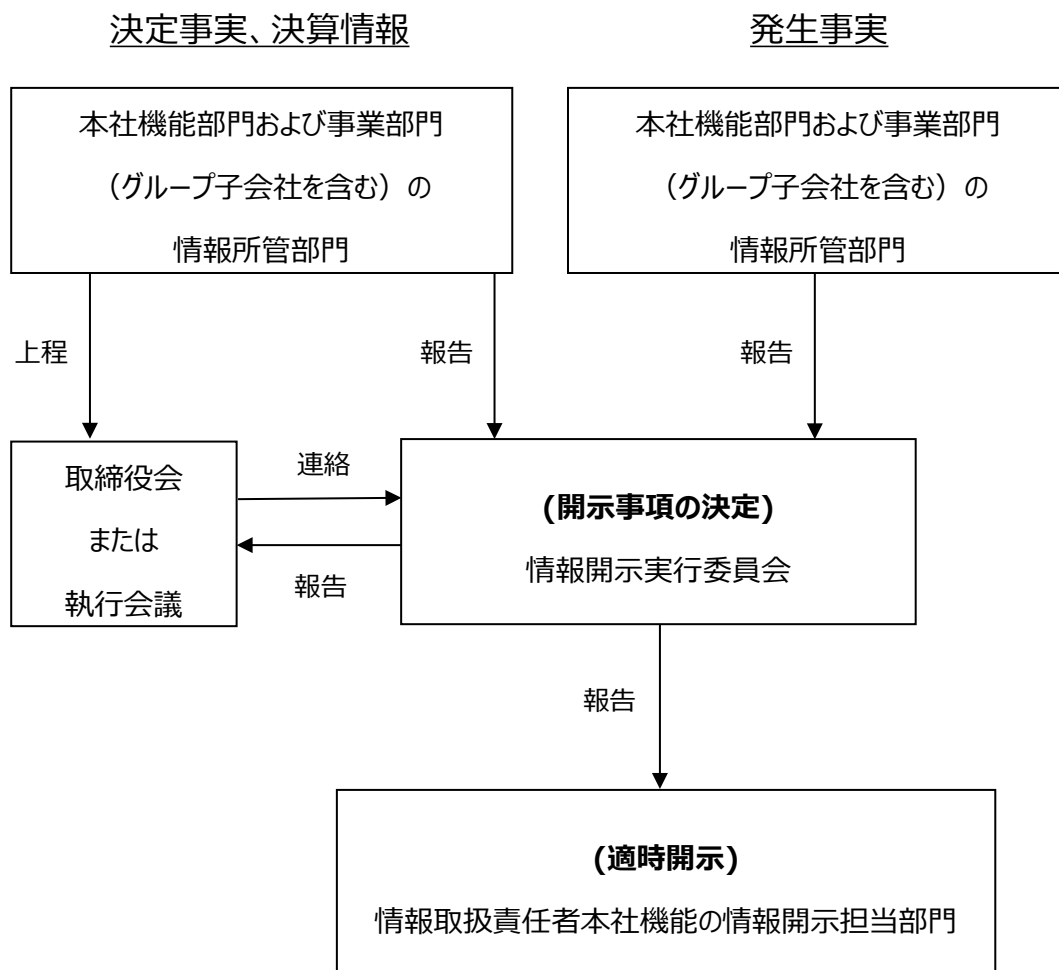 決定事実、決算情報
発生事実
本社機能部門および事業部門
（グループ子会社を含む）の
情報所管部門
本社機能部門および事業部門
（グループ子会社を含む）の
情報所管部門
上程
報告
報告
取締役会
または
執行会議
連絡
報告
(開示事項の決定)
情報開示実行委員会
報告
(適時開示)
情報取扱責任者本社機能の情報開示担当部門